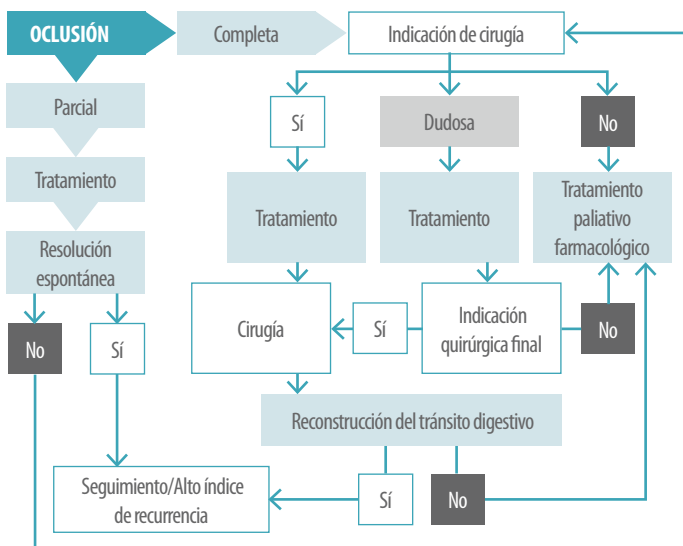 OCLUSIÓN
Completa
Indicación de cirugía
Parcial
Sí
Dudosa
No
Tratamiento
Tratamiento
Tratamiento
Tratamiento
paliativo
farmacológico
Resolución
espontánea
No
Sí
Cirugía
Sí
Indicación
quirúrgica final
No
Reconstrucción del tránsito digestivo
Seguimiento/Alto índice
de recurrencia
Sí
No